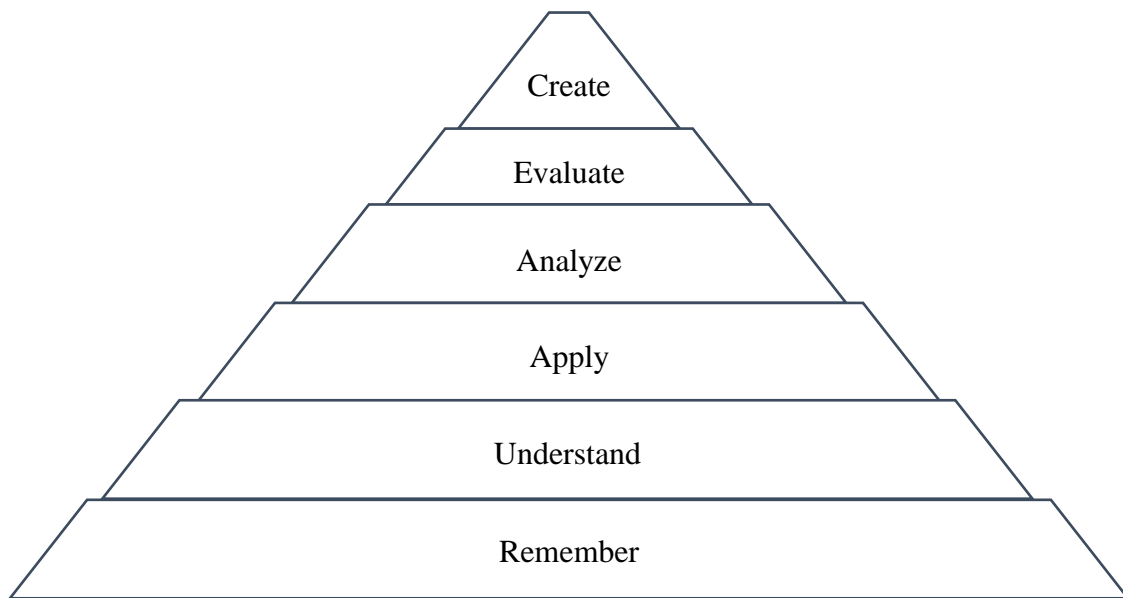 Create
Evaluate
Analyze
Apply
Understand
Remember